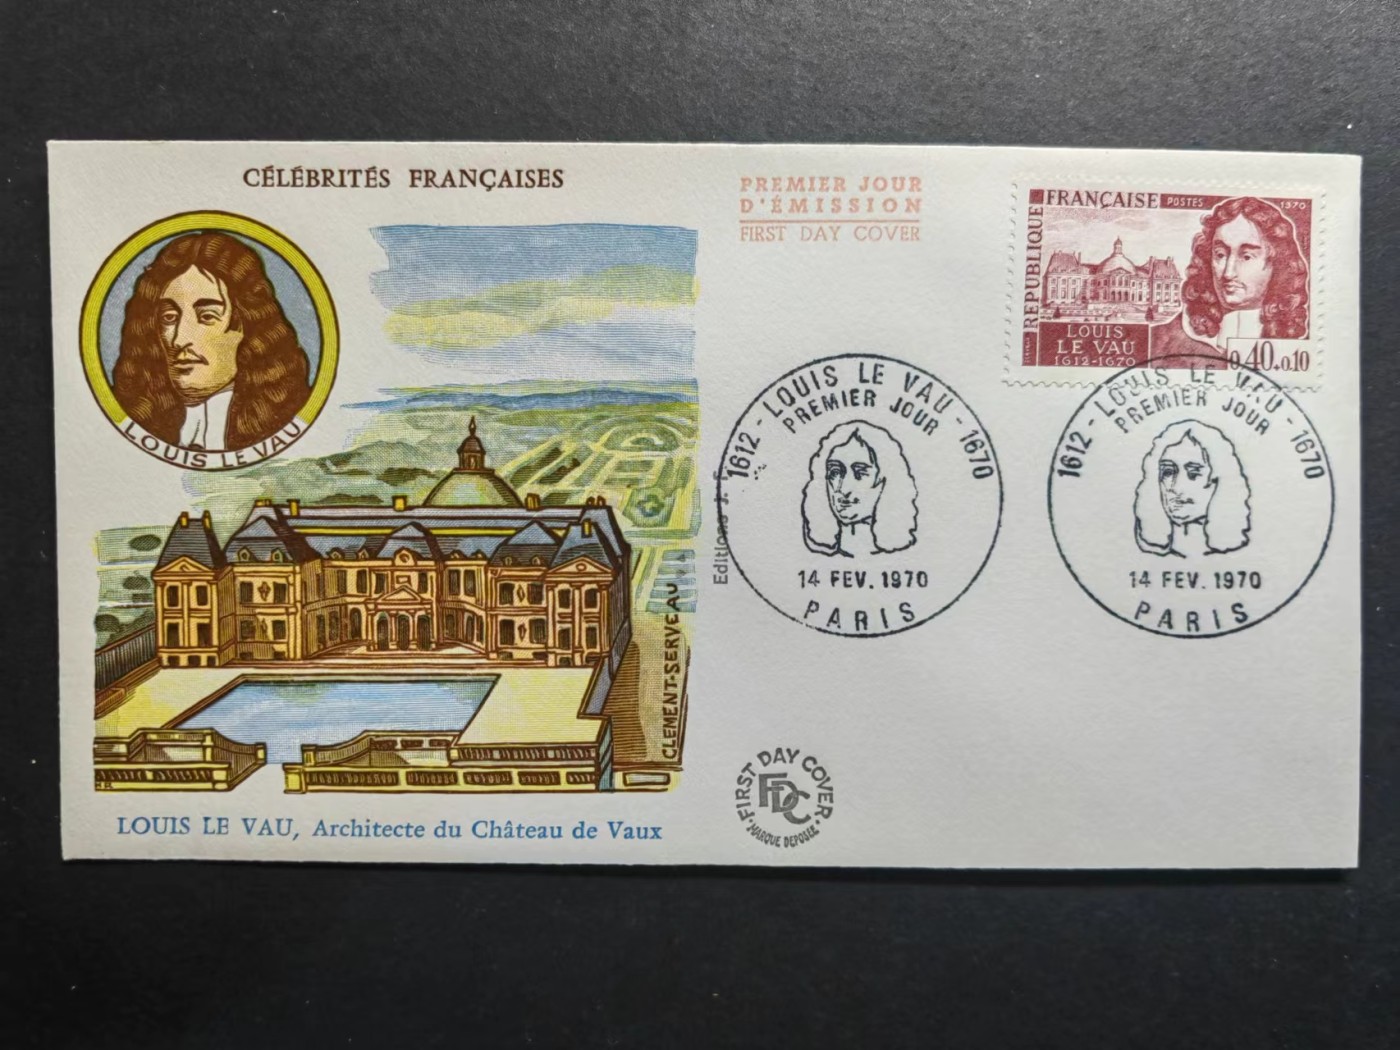 CÉLÉBRITÉS FRANÇAISES
LOUIS LE VAU
CLEMENT-SERVEAU
LOUIS LE VAU, Architecte du Château de Vaux
PREMIER JOUR
D'ÉMISSION
FIRST DAY COVER
RÉPUBLIQUE FRANÇAISE POSTES 1970
LOUIS
LE VAU
1612-1670
0,40+0,10
1612 - LOUIS LE VAU - 1670
PREMIER JOUR
14 FEV. 1970
PARIS
1612 - LOUIS LE VAU - 1670
PREMIER JOUR
14 FEV. 1970
PARIS
Editions J.
FIRST DAY COVER
FDC
MARQUE DEPOSEE